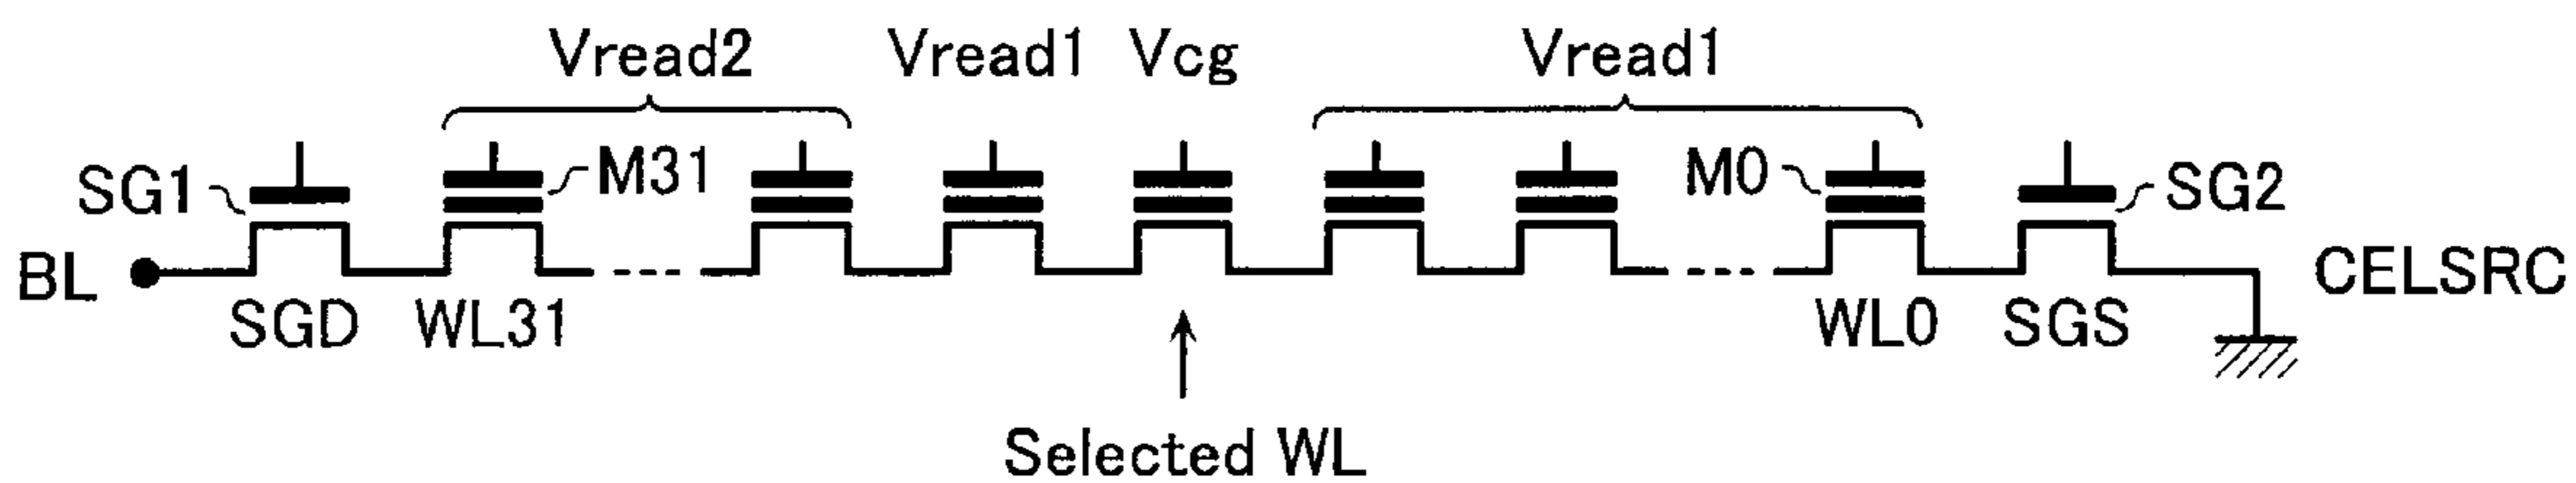 Vread2 Vread1 Vcg Vread1
SG1 M31 M0 SG2
BL CELSRC
SGD WL31 WL0 SGS
Selected WL